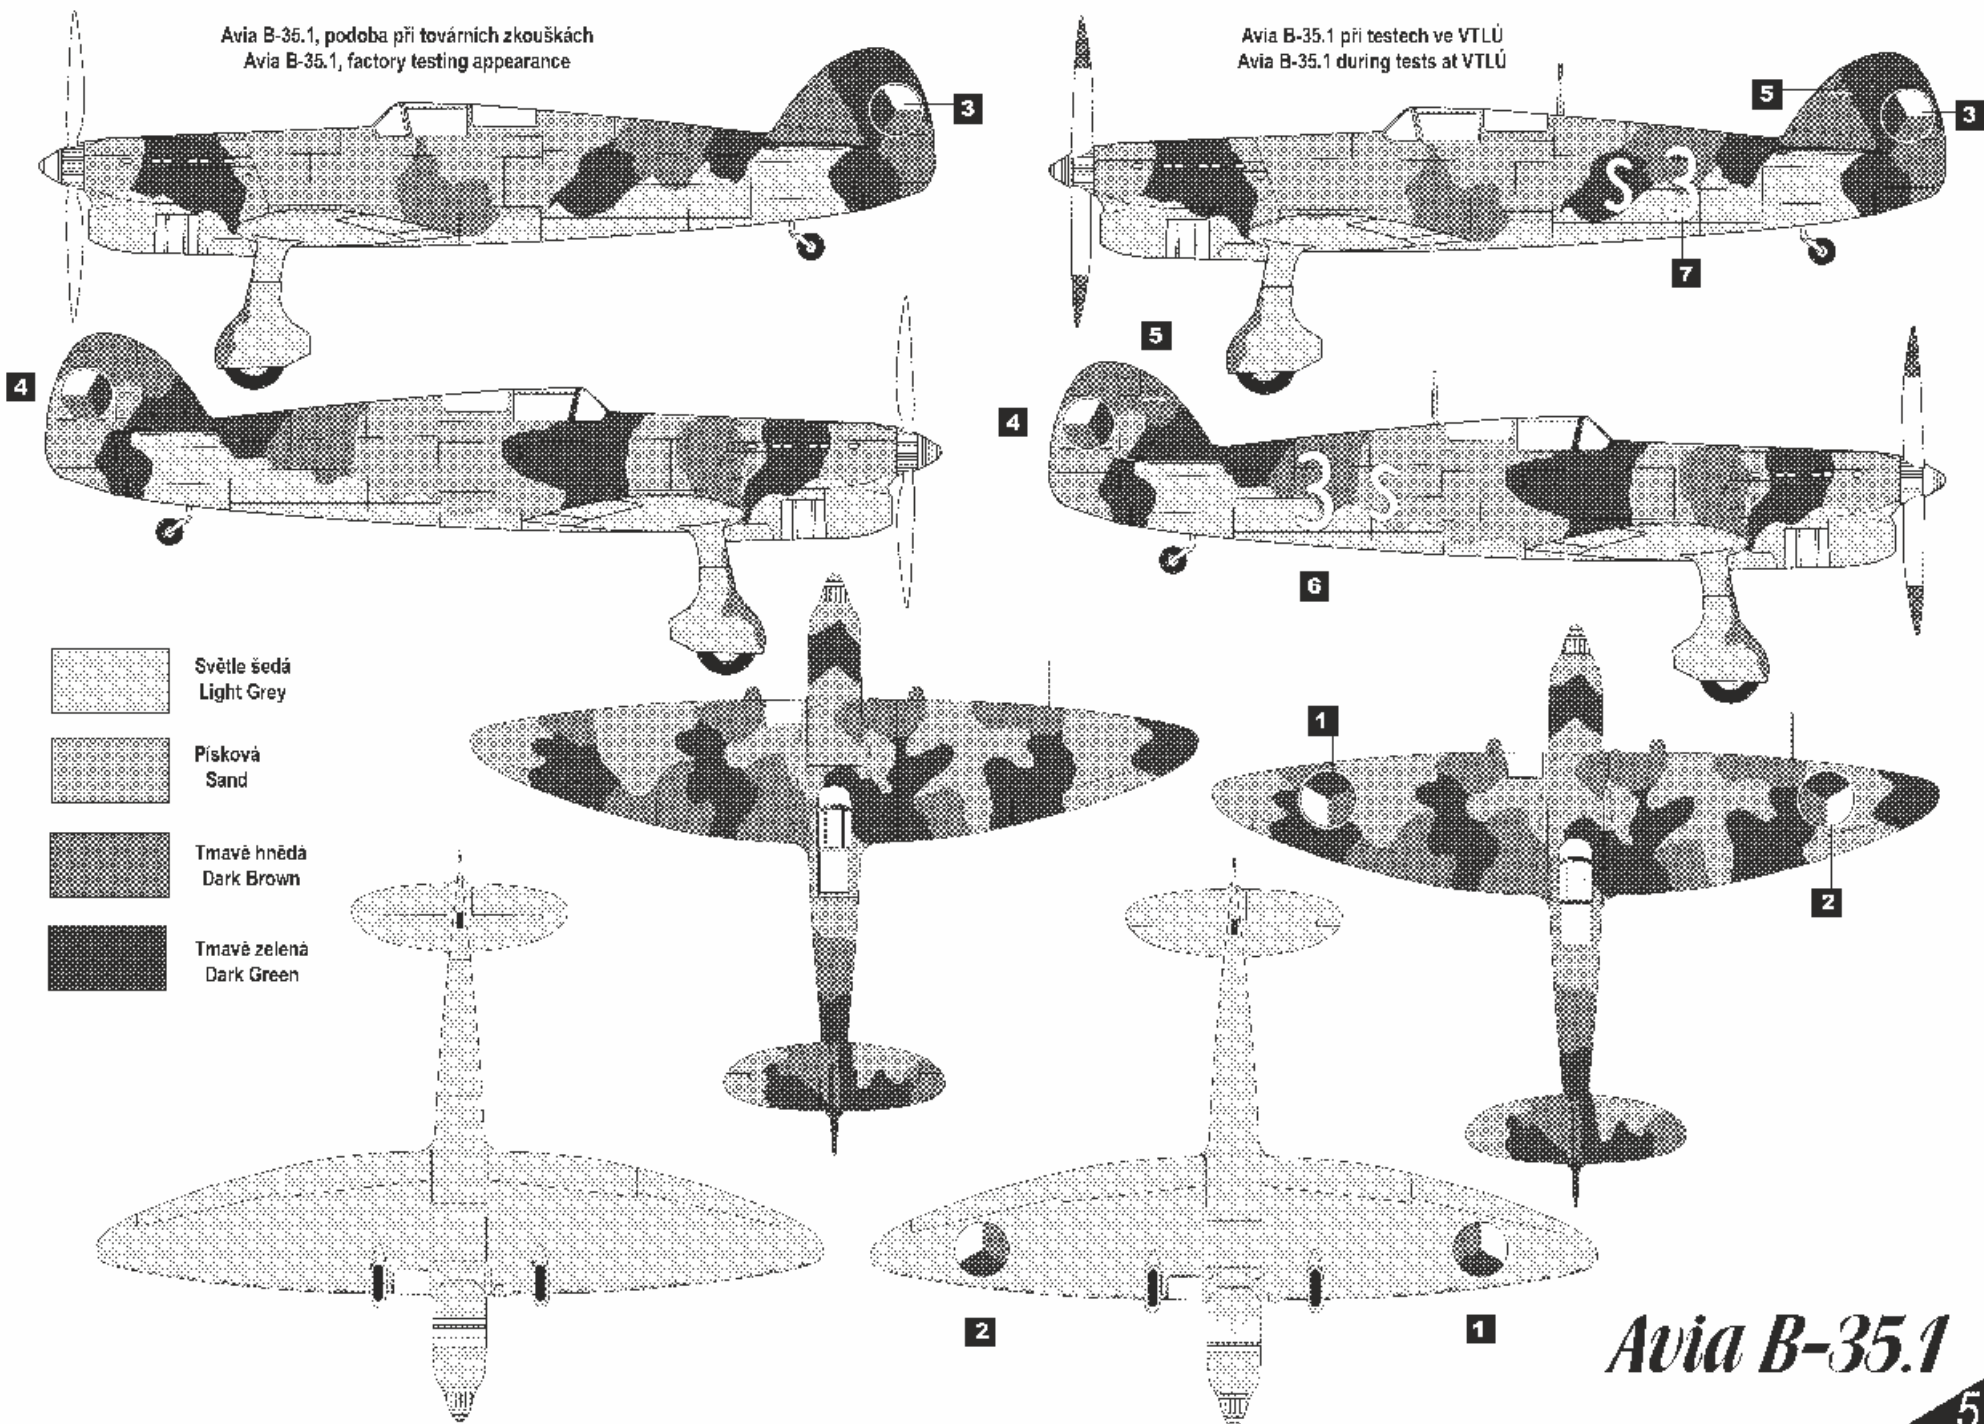 Avia B-35.1, podoba při továrních zkouškách
Avia B-35.1, factory testing appearance
Avia B-35.1 při testech ve VTLÚ
Avia B-35.1 during tests at VTLÚ
3
5
3
S 3
7
4
5
4
3 S
6
Světle šedá
Light Grey
Písková
Sand
Tmavě hnědá
Dark Brown
Tmavě zelená
Dark Green
1
2
2
1
Avia B-35.1
5